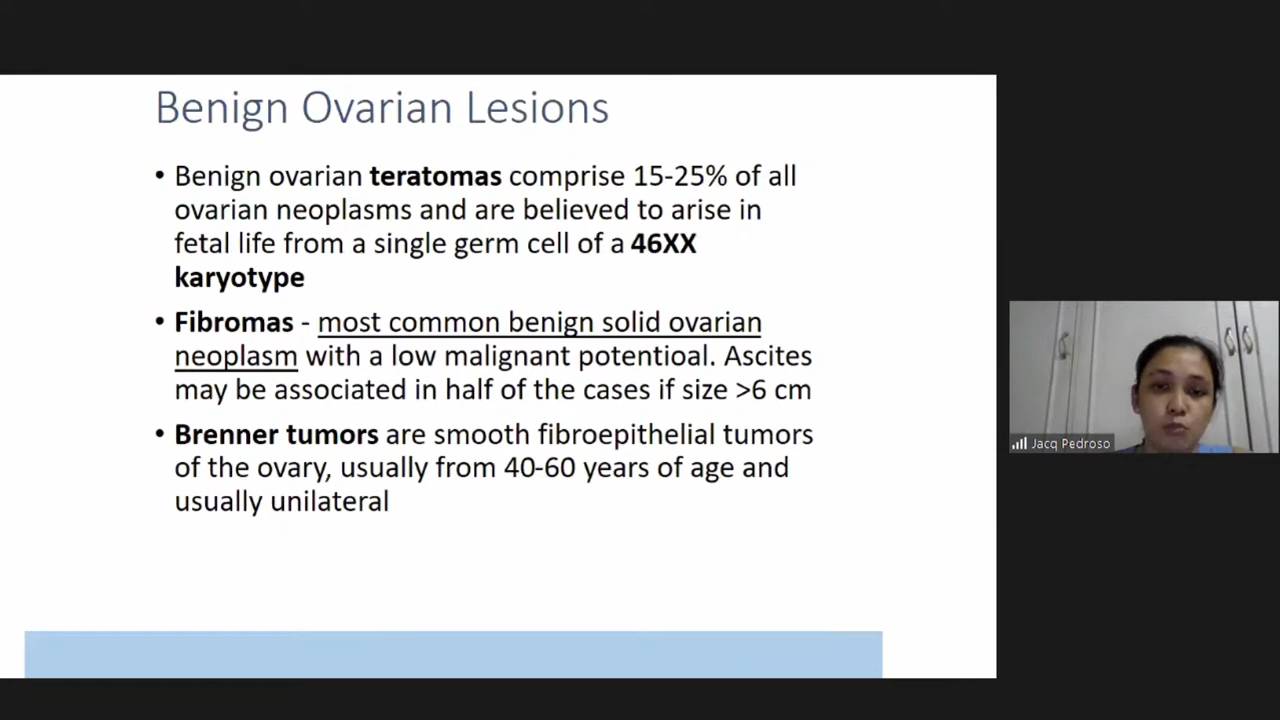 Benign Ovarian Lesions
• Benign ovarian teratomas comprise 15-25% of all
ovarian neoplasms and are believed to arise in
fetal life from a single germ cell of a 46XX
karyotype
• Fibromas - most common benign solid ovarian
neoplasm with a low malignant potentioal. Ascites
may be associated in half of the cases if size >6 cm
• Brenner tumors are smooth fibroepithelial tumors
of the ovary, usually from 40-60 years of age and
usually unilateral
Jacq Pedroso